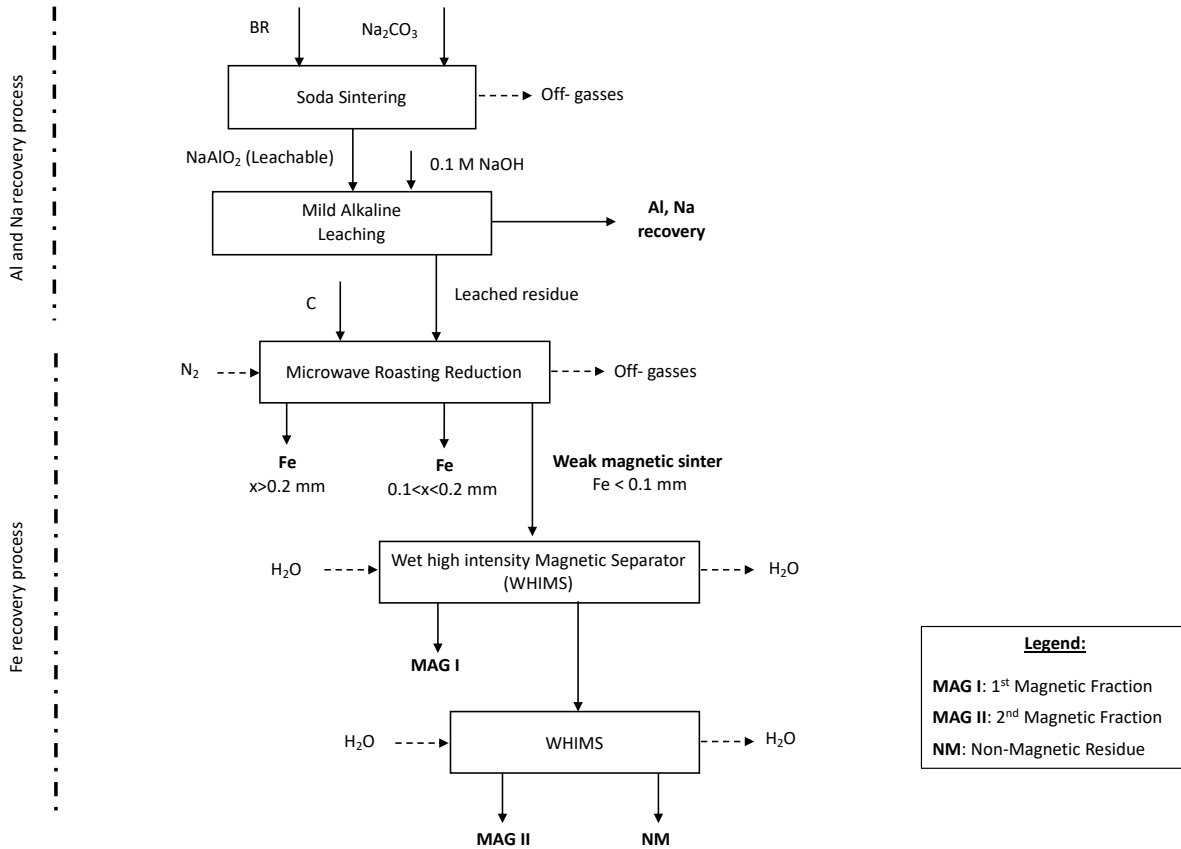 BR
Na₂CO₃
Soda Sintering
Off- gasses
NaAlO₂ (Leachable)
0.1 M NaOH
Mild Alkaline
Leaching
Al, Na
recovery
Al and Na recovery process
C
Leached residue
N₂
Microwave Roasting Reduction
Off- gasses
Fe
x>0.2 mm
Fe
0.1<x<0.2 mm
Weak magnetic sinter
Fe < 0.1 mm
H₂O
Wet high intensity Magnetic Separator
(WHIMS)
H₂O
Fe recovery process
MAG I
H₂O
WHIMS
H₂O
MAG II
NM
Legend:
MAG I: 1st Magnetic Fraction
MAG II: 2nd Magnetic Fraction
NM: Non-Magnetic Residue